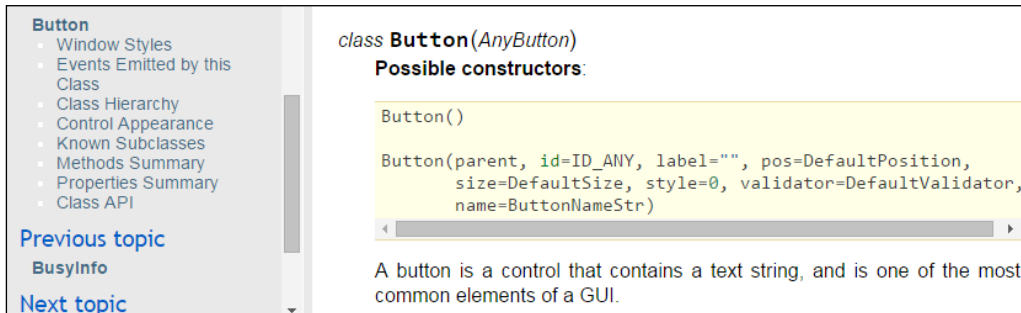 Button
Window Styles
Events Emitted by this
Class
Class Hierarchy
Control Appearance
Known Subclasses
Methods Summary
Properties Summary
Class API
Previous topic
BusyInfo
Next topic
class Button(AnyButton)
Possible constructors:
Button()
Button(parent, id=ID_ANY, label="", pos=DefaultPosition,
size=DefaultSize, style=0, validator=DefaultValidator,
name=ButtonNameStr)
A button is a control that contains a text string, and is one of the most
common elements of a GUI.